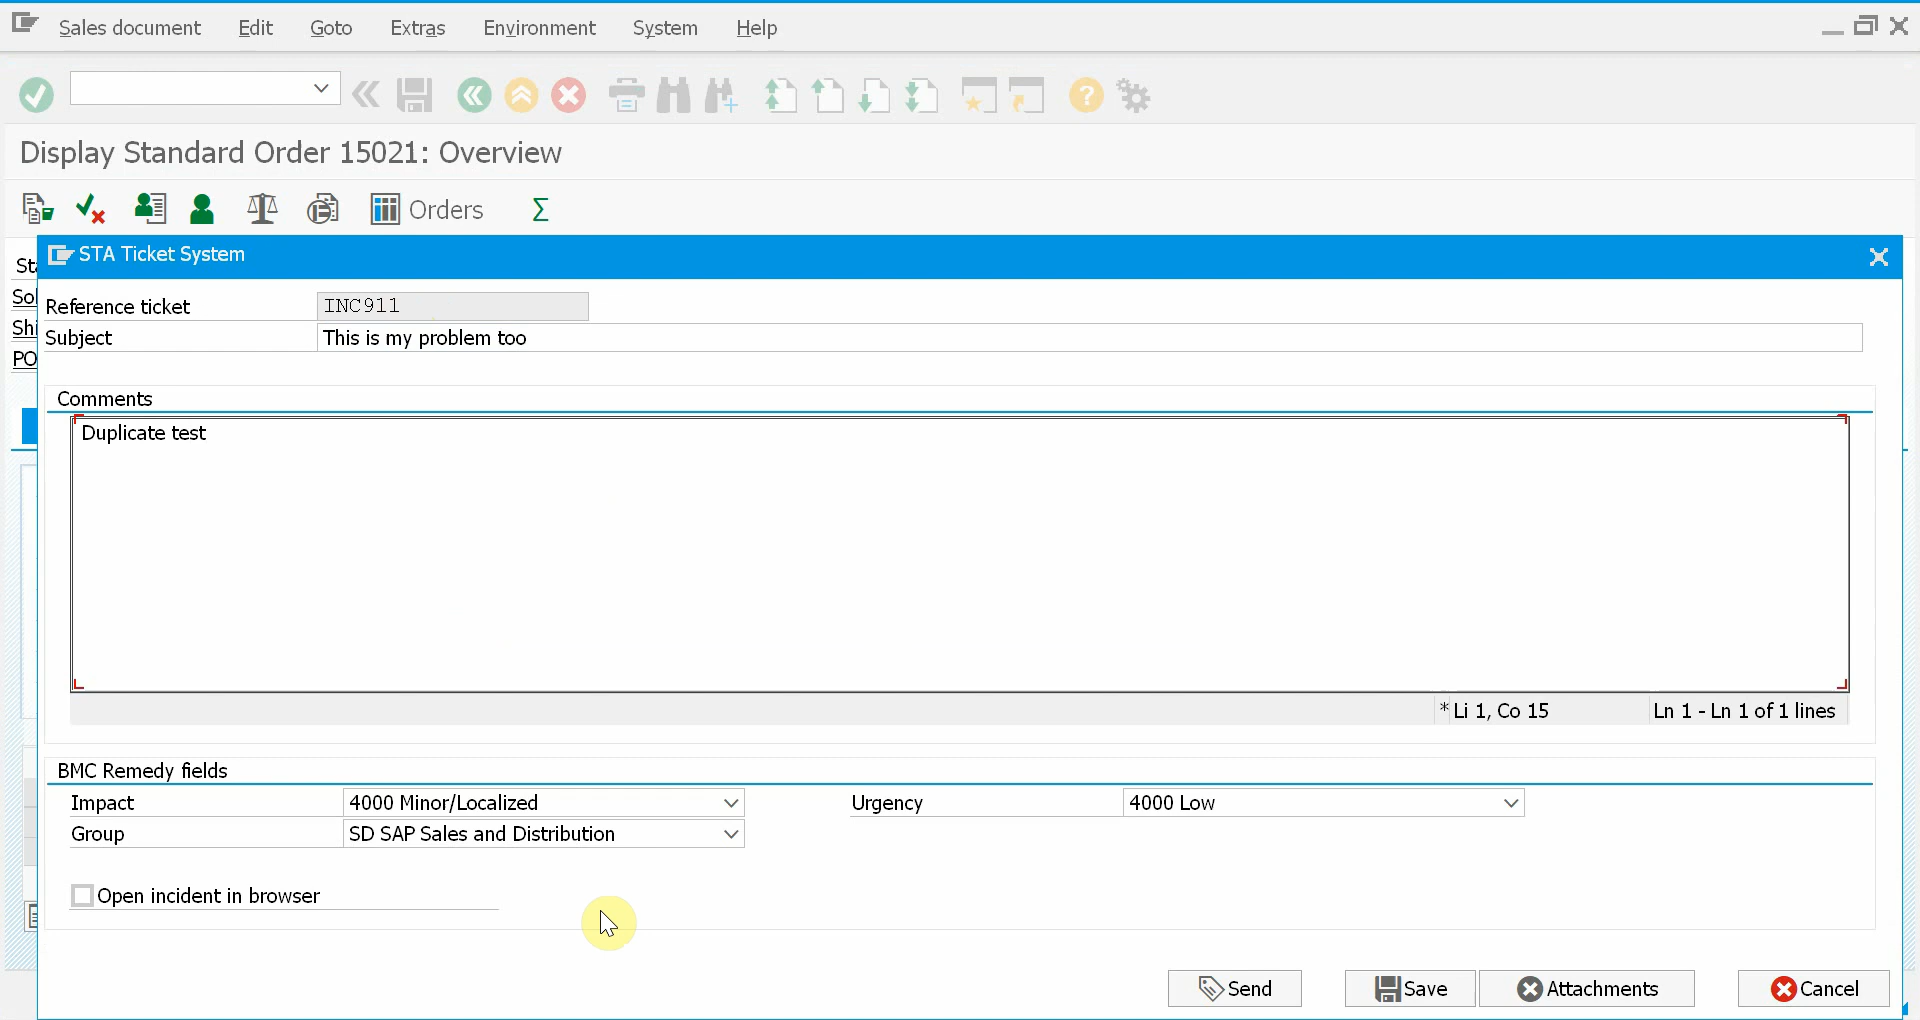 Sales document Edit Goto Extras Environment System Help
Display Standard Order 15021: Overview
Orders
STA Ticket System
Reference ticket INC911
Subject This is my problem too
Comments
Duplicate test
* Li 1, Co 15 Ln 1 - Ln 1 of 1 lines
BMC Remedy fields
Impact 4000 Minor/Localized Urgency 4000 Low
Group SD SAP Sales and Distribution
Open incident in browser
Send Save Attachments Cancel